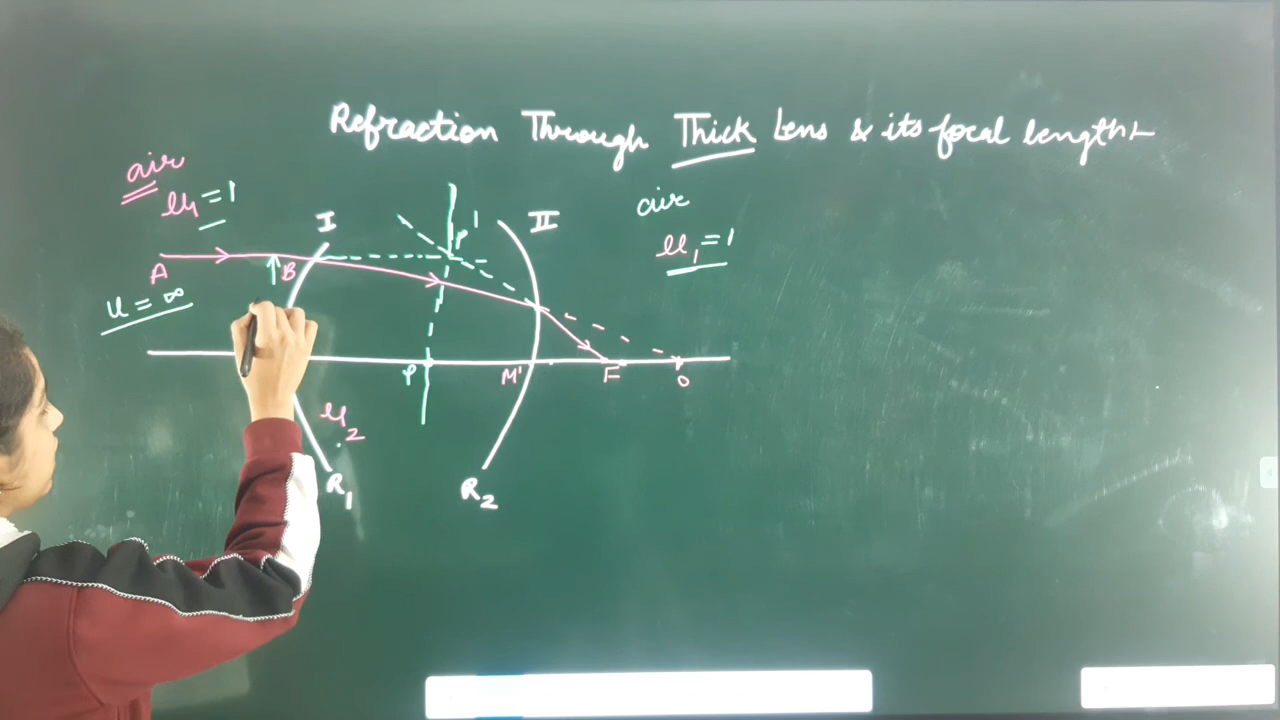 Refraction Through Thick Lens & its focal length
air
μ1 = 1
I
P'
II
air
μ1 = 1
A
B
u = ∞
P
M'
F
O
μ2
R1
R2